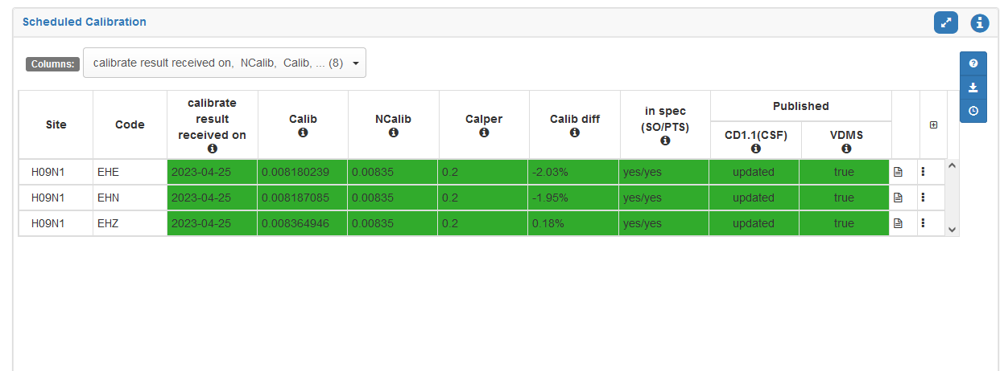 Scheduled Calibration
Columns: calibrate result received on, NCalib, Calib, ... (8)
Site Code calibrate result received on Calib NCalib Calper Calib diff in spec (SO/PTS) Published CD1.1(CSF) VDMS
H09N1 EHE 2023-04-25 0.008180239 0.00835 0.2 -2.03% yes/yes updated true
H09N1 EHN 2023-04-25 0.008187085 0.00835 0.2 -1.95% yes/yes updated true
H09N1 EHZ 2023-04-25 0.008364946 0.00835 0.2 0.18% yes/yes updated true